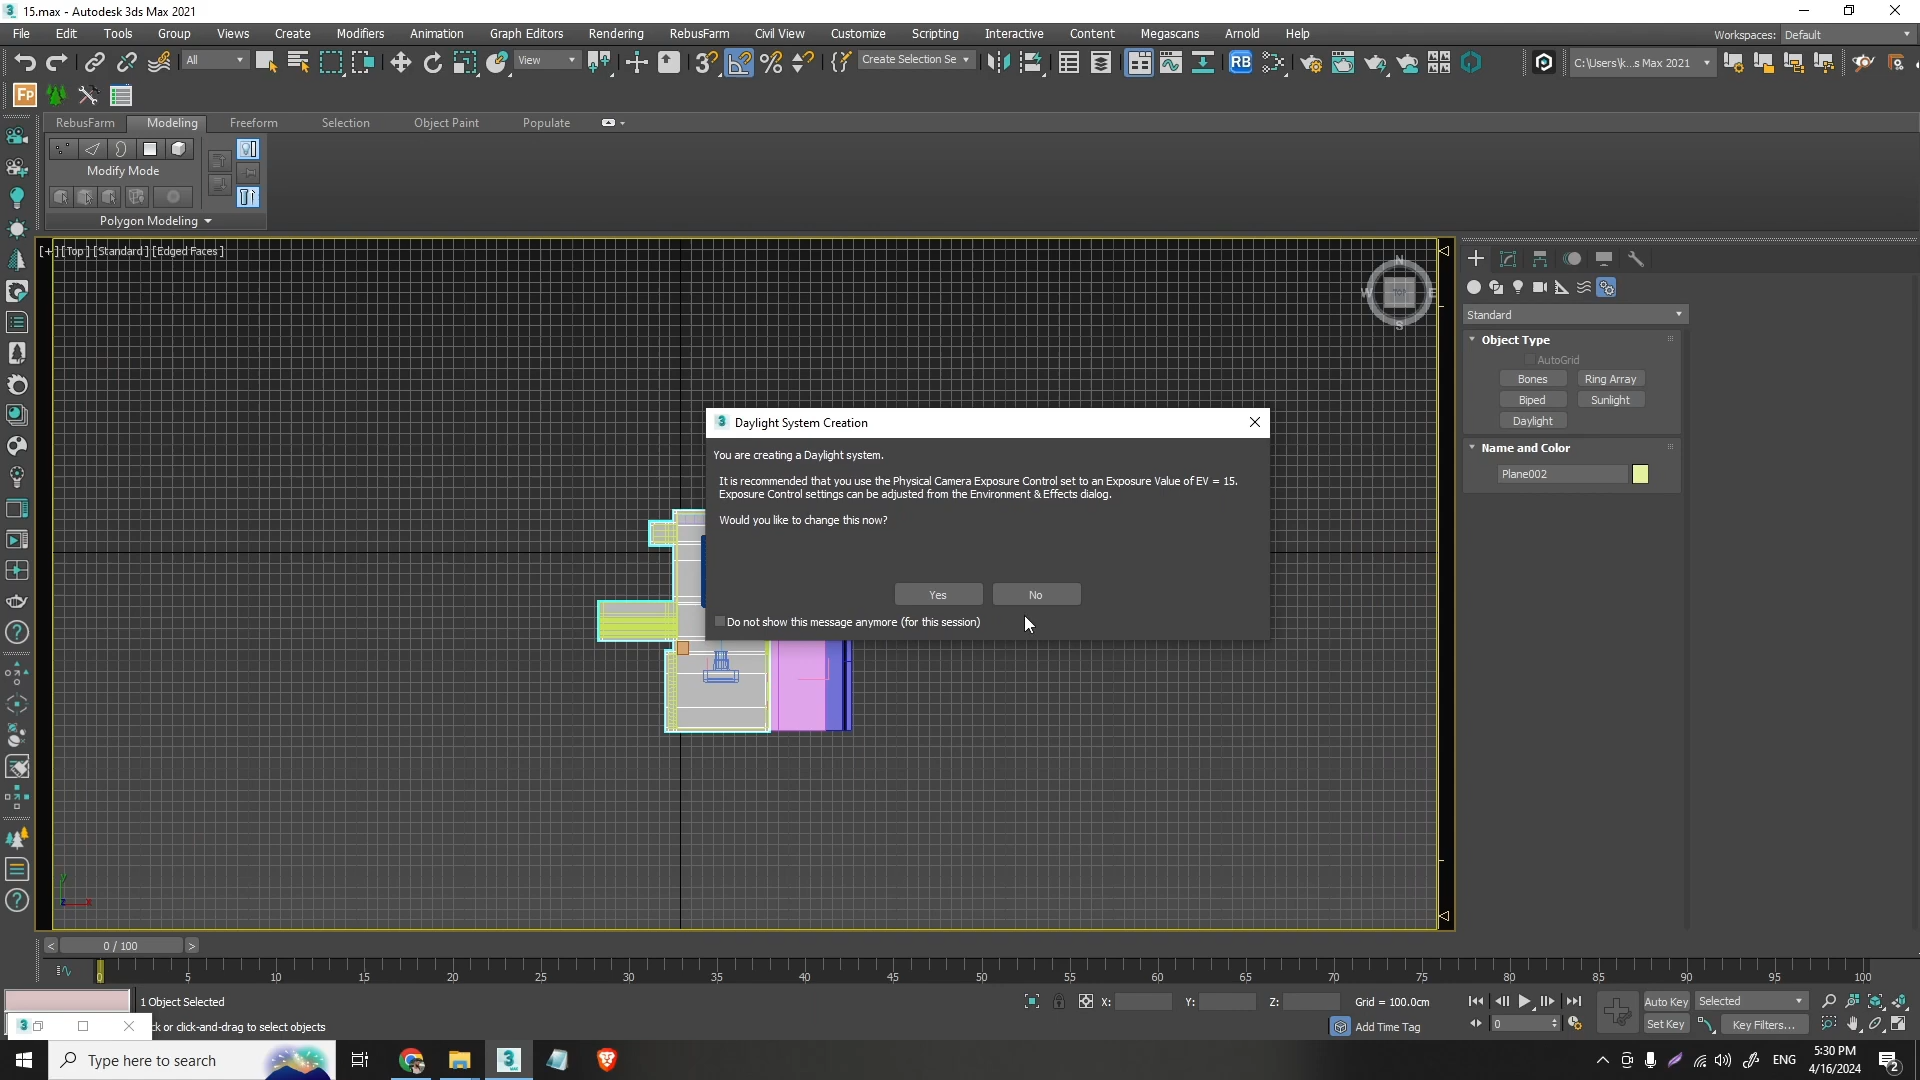 15.max - Autodesk 3ds Max 2021
File Edit Tools Group Views Create Modifiers Animation Graph Editors Rendering RebusFarm Civil View Customize Scripting Interactive Content Megascans Arnold Help
Workspaces: Default
All
View
Create Selection Se
RB
C:\Users\k...s Max 2021
FP
RebusFarm Modeling Freeform Selection Object Paint Populate
Modify Mode
Polygon Modeling
[+] [Top] [Standard] [Edged Faces]
N
W
TOP
E
S
Standard
Object Type
AutoGrid
Bones
Ring Array
Biped
Sunlight
Daylight
Name and Color
Plane002
Daylight System Creation
You are creating a Daylight system.
It is recommended that you use the Physical Camera Exposure Control set to an Exposure Value of EV = 15.
Exposure Control settings can be adjusted from the Environment & Effects dialog.
Would you like to change this now?
Yes
No
Do not show this message anymore (for this session)
y
z
x
< 0 / 100 >
0 5 10 15 20 25 30 35 40 45 50 55 60 65 70 75 80 85 90 95 100
1 Object Selected
X: Y: Z: Grid = 100.0cm
Auto Key Selected
ck or click-and-drag to select objects
Add Time Tag
0
Set Key Key Filters...
Type here to search
ENG
5:30 PM
4/16/2024
2